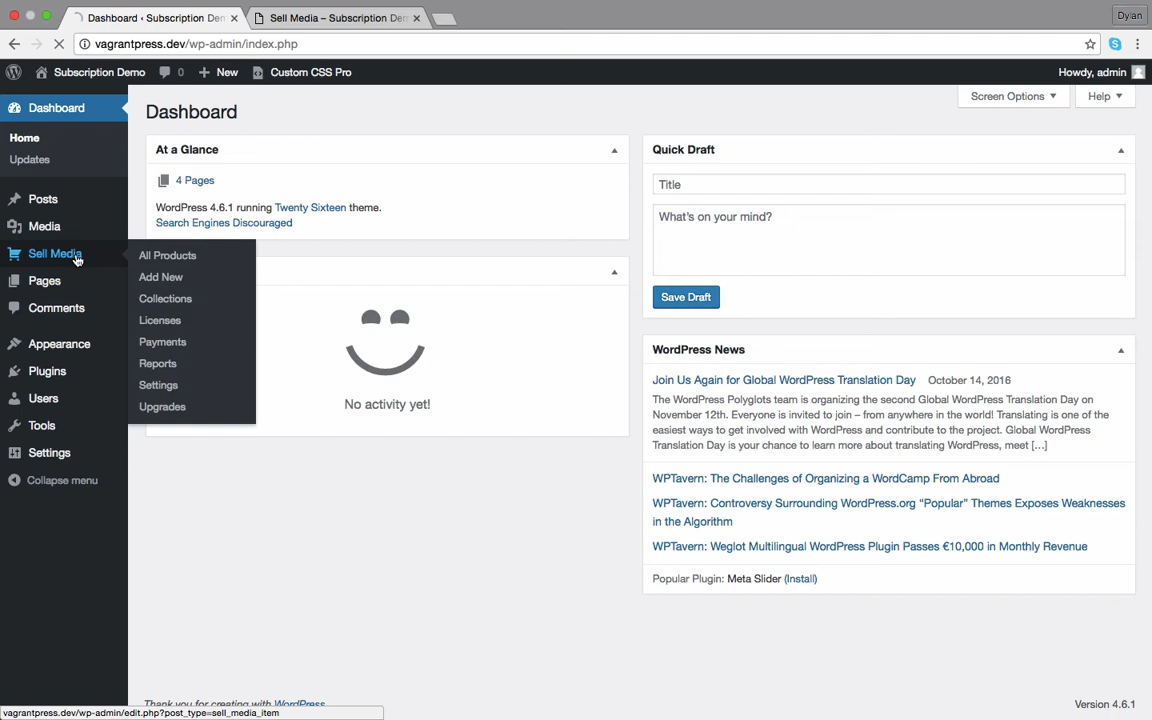 Dashboard ‹ Subscription Den
Sell Media – Subscription Dem
Dylan
vagrantpress.dev/wp-admin/index.php
Subscription Demo
0
New
Custom CSS Pro
Howdy, admin
Dashboard
Home
Updates
Posts
Media
Sell Media
Pages
Comments
Appearance
Plugins
Users
Tools
Settings
Collapse menu
All Products
Add New
Collections
Licenses
Payments
Reports
Settings
Upgrades
Screen Options
Help
Dashboard
At a Glance
4 Pages
WordPress 4.6.1 running Twenty Sixteen theme.
Search Engines Discouraged
No activity yet!
Quick Draft
Title
What's on your mind?
Save Draft
WordPress News
Join Us Again for Global WordPress Translation Day October 14, 2016
The WordPress Polyglots team is organizing the second Global WordPress Translation Day on
November 12th. Everyone is invited to join – from anywhere in the world! Translating is one of the
easiest ways to get involved with WordPress and contribute to the project. Global WordPress
Translation Day is your chance to learn more about translating WordPress, meet […]
WPTavern: The Challenges of Organizing a WordCamp From Abroad
WPTavern: Controversy Surrounding WordPress.org “Popular” Themes Exposes Weaknesses
in the Algorithm
WPTavern: Weglot Multilingual WordPress Plugin Passes €10,000 in Monthly Revenue
Popular Plugin: Meta Slider (Install)
Thank you for creating with WordPress
Version 4.6.1
vagrantpress.dev/wp-admin/edit.php?post_type=sell_media_item